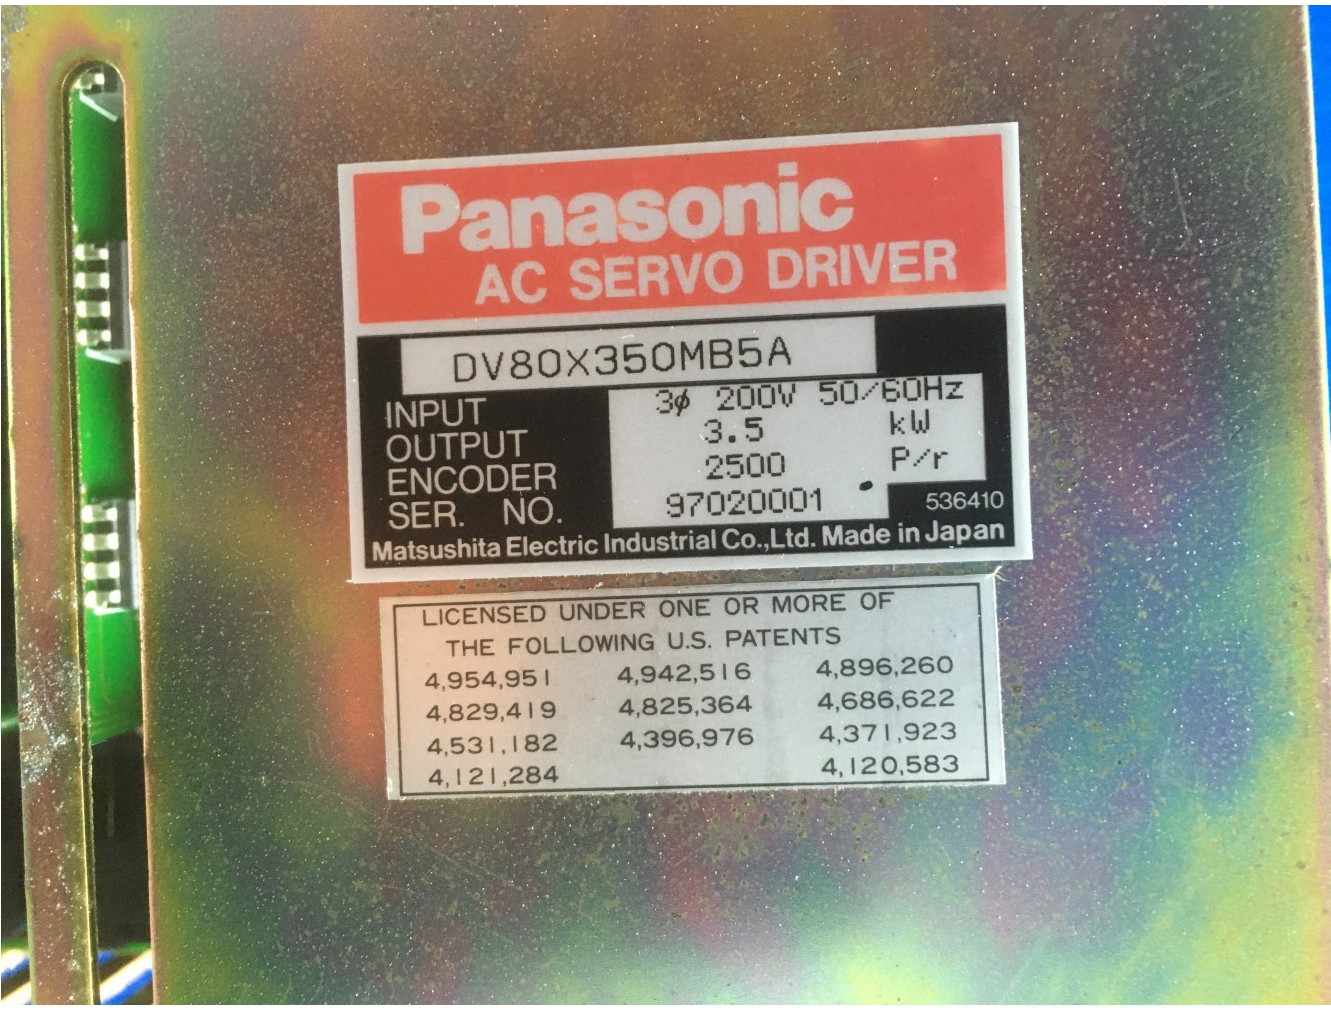 Panasonic
AC SERVO DRIVER
DV80X350MB5A
INPUT 3ø 200V 50/60Hz
OUTPUT 3.5 kW
ENCODER 2500 P/r
SER. NO. 97020001
536410
Matsushita Electric Industrial Co.,Ltd. Made in Japan
LICENSED UNDER ONE OR MORE OF
THE FOLLOWING U.S. PATENTS
4,954,951 4,942,516 4,896,260
4,829,419 4,825,364 4,686,622
4,531,182 4,396,976 4,371,923
4,121,284 4,120,583